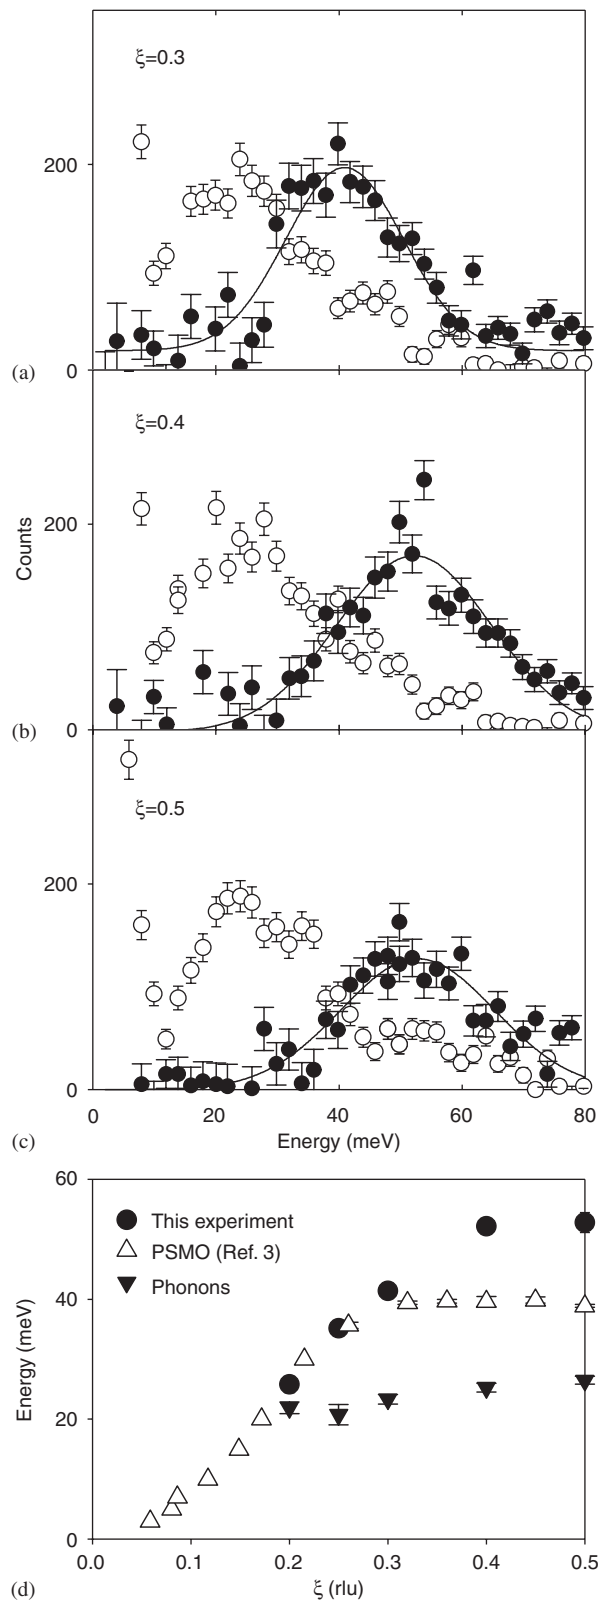 ξ=0.3
200
(a)
0
ξ=0.4
200
Counts
(b)
0
ξ=0.5
200
0
0
20
40
60
80
(c)
Energy (meV)
60
This experiment
PSMO (Ref. 3)
Phonons
40
Energy (meV)
20
0
0.0
0.1
0.2
0.3
0.4
0.5
(d)
ξ (rlu)